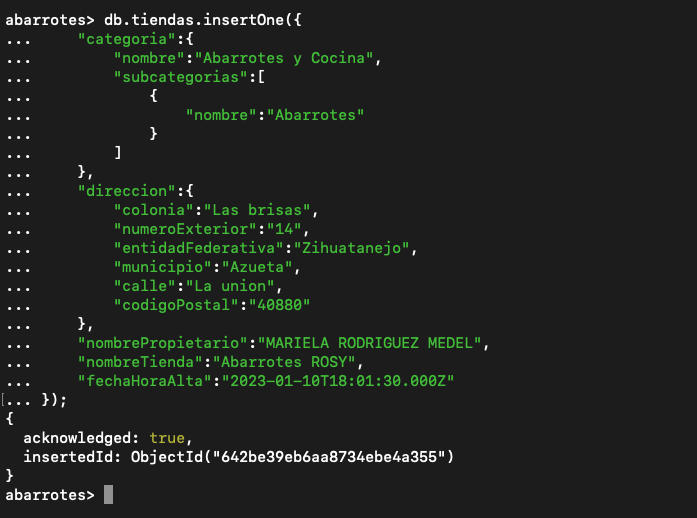 abarrotes> db.tiendas.insertOne({
...     "categoria":{
...         "nombre":"Abarrotes y Cocina",
...         "subcategorias":[
...             {
...                 "nombre":"Abarrotes"
...             }
...         ]
...     },
...     "direccion":{
...         "colonia":"Las brisas",
...         "numeroExterior":"14",
...         "entidadFederativa":"Zihuatanejo",
...         "municipio":"Azueta",
...         "calle":"La union",
...         "codigoPostal":"40880"
...     },
...     "nombrePropietario":"MARIELA RODRIGUEZ MEDEL",
...     "nombreTienda":"Abarrotes ROSY",
...     "fechaHoraAlta":"2023-01-10T18:01:30.000Z"
[... });
{
  acknowledged: true,
  insertedId: ObjectId("642be39eb6aa8734ebe4a355")
}
abarrotes>